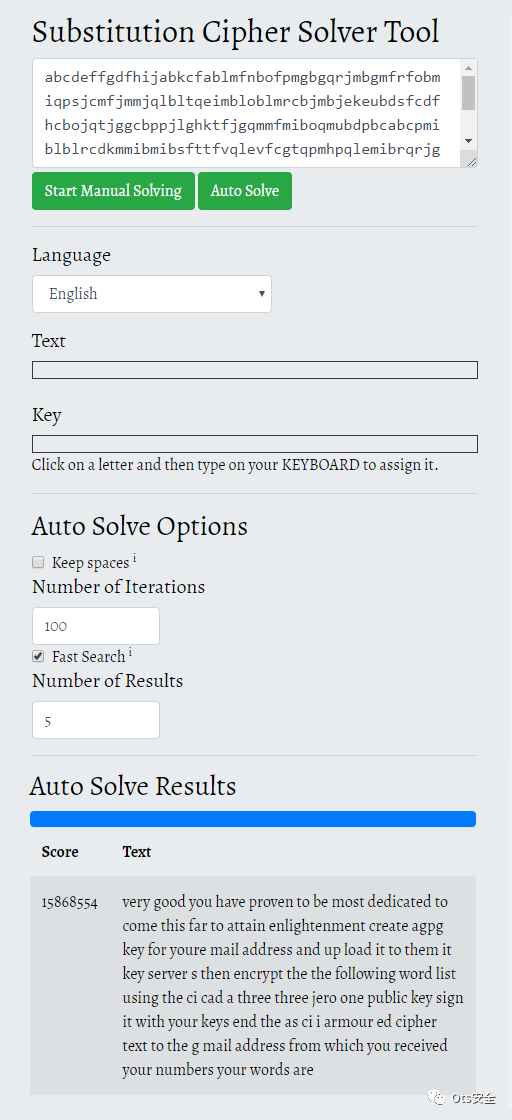 Substitution Cipher Solver Tool
abcdeffgdfhijabkcfablmfnbofpmgbgqrjmbgmfrfobm
iqpsjcmfjmmjqlbltqeimbloblmrcbjmbjekeubdsfcdf
hcbojqtjggcbppjlghktfjgqmmfmiboqmubdpbcabcpmi
blblrcdkmmibmibsfttfvqlevfcgtqpmhpqlemibrqrjg
Start Manual Solving Auto Solve
Language
English
Text
Key
Click on a letter and then type on your KEYBOARD to assign it.
Auto Solve Options
Keep spaces i
Number of Iterations
100
Fast Search i
Number of Results
5
Auto Solve Results
Score Text
15868554 very good you have proven to be most dedicated to
come this far to attain enlightenment create agpg
key for youre mail address and up load it to them it
key server s then encrypt the the following word list
using the ci cad a three three jero one public key sign
it with your keys end the as ci i armour ed cipher
text to the g mail address from which you received
your numbers your words are
Ots安全